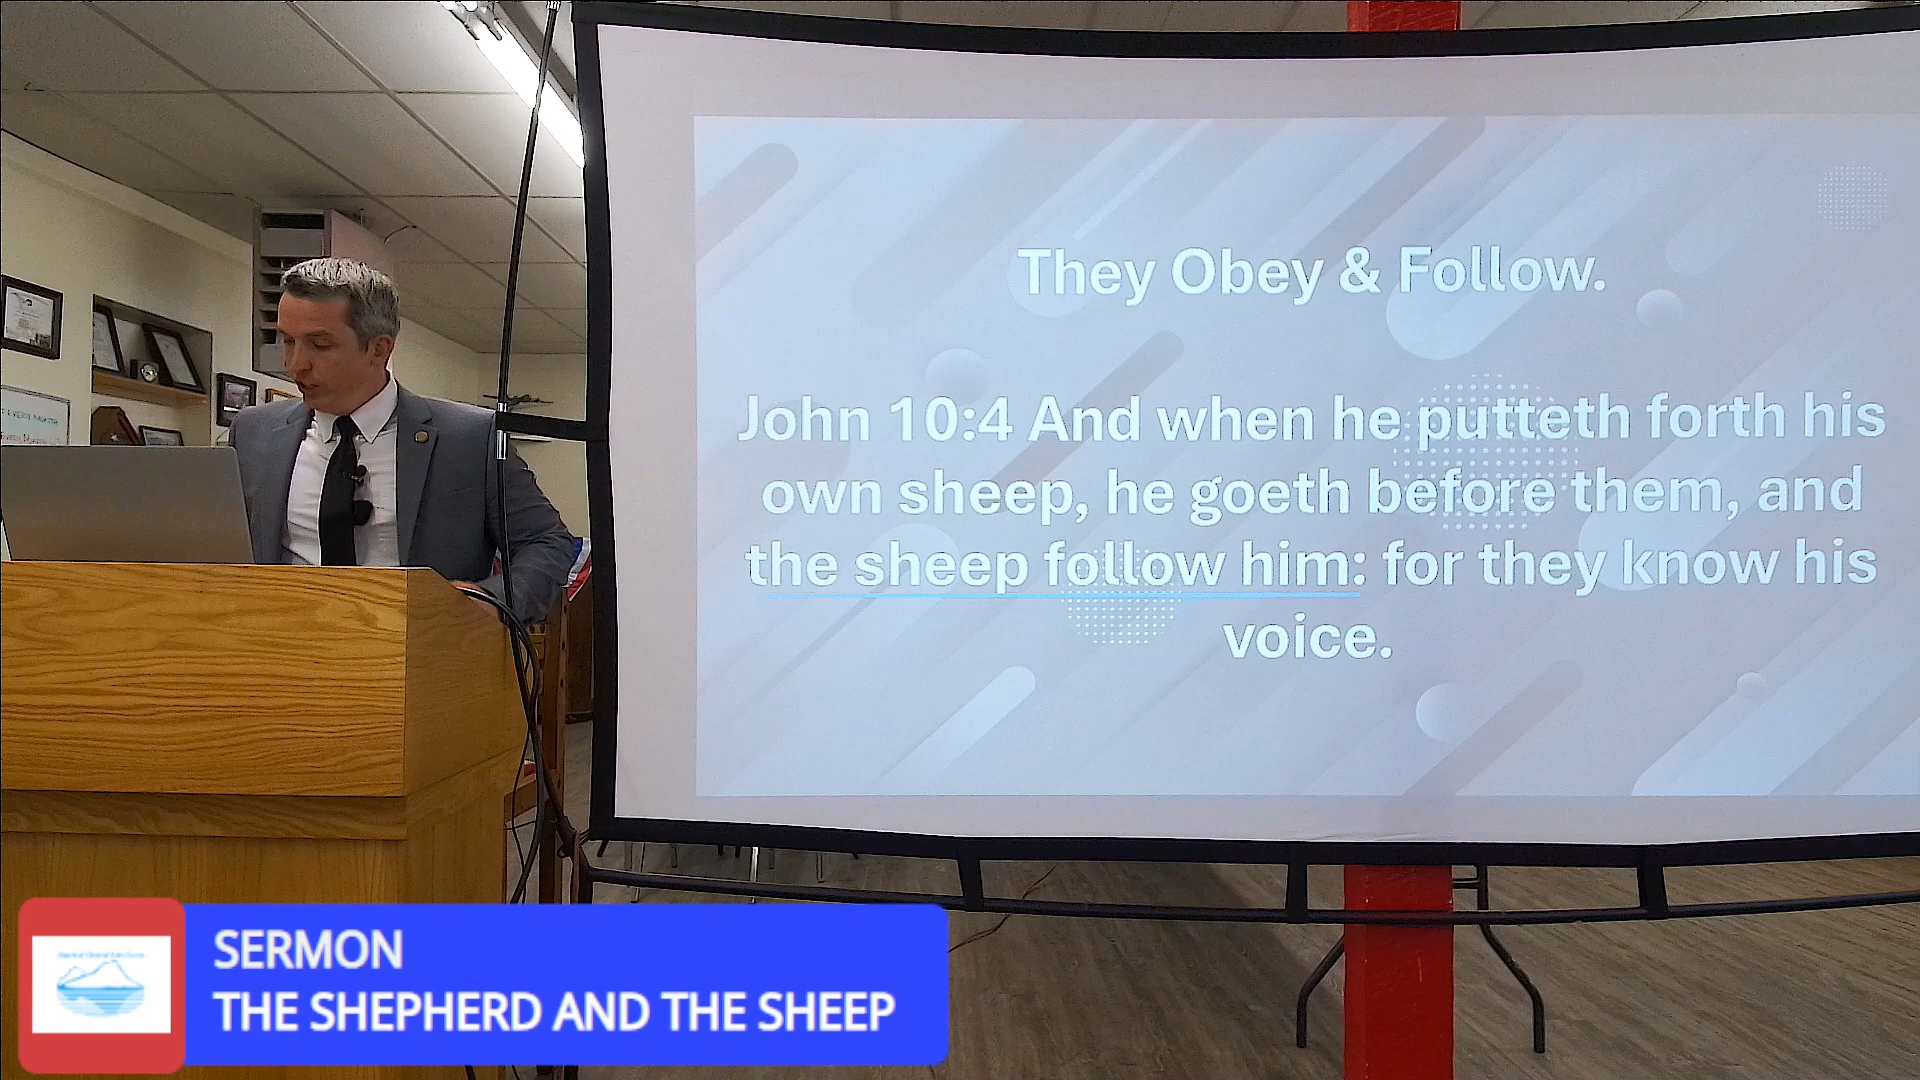 They Obey & Follow.
John 10:4 And when he putteth forth his
own sheep, he goeth before them, and
the sheep follow him: for they know his
voice.
SERMON
THE SHEPHERD AND THE SHEEP